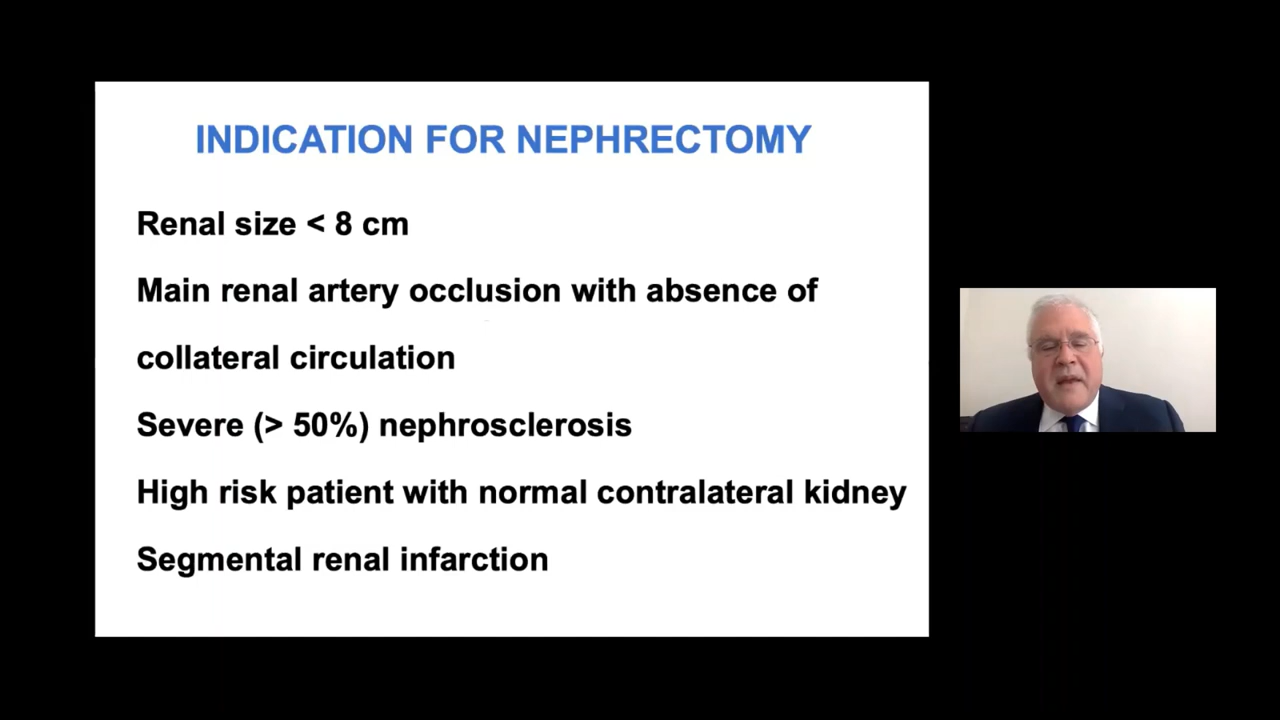 INDICATION FOR NEPHRECTOMY
Renal size < 8 cm
Main renal artery occlusion with absence of
collateral circulation
Severe (> 50%) nephrosclerosis
High risk patient with normal contralateral kidney
Segmental renal infarction